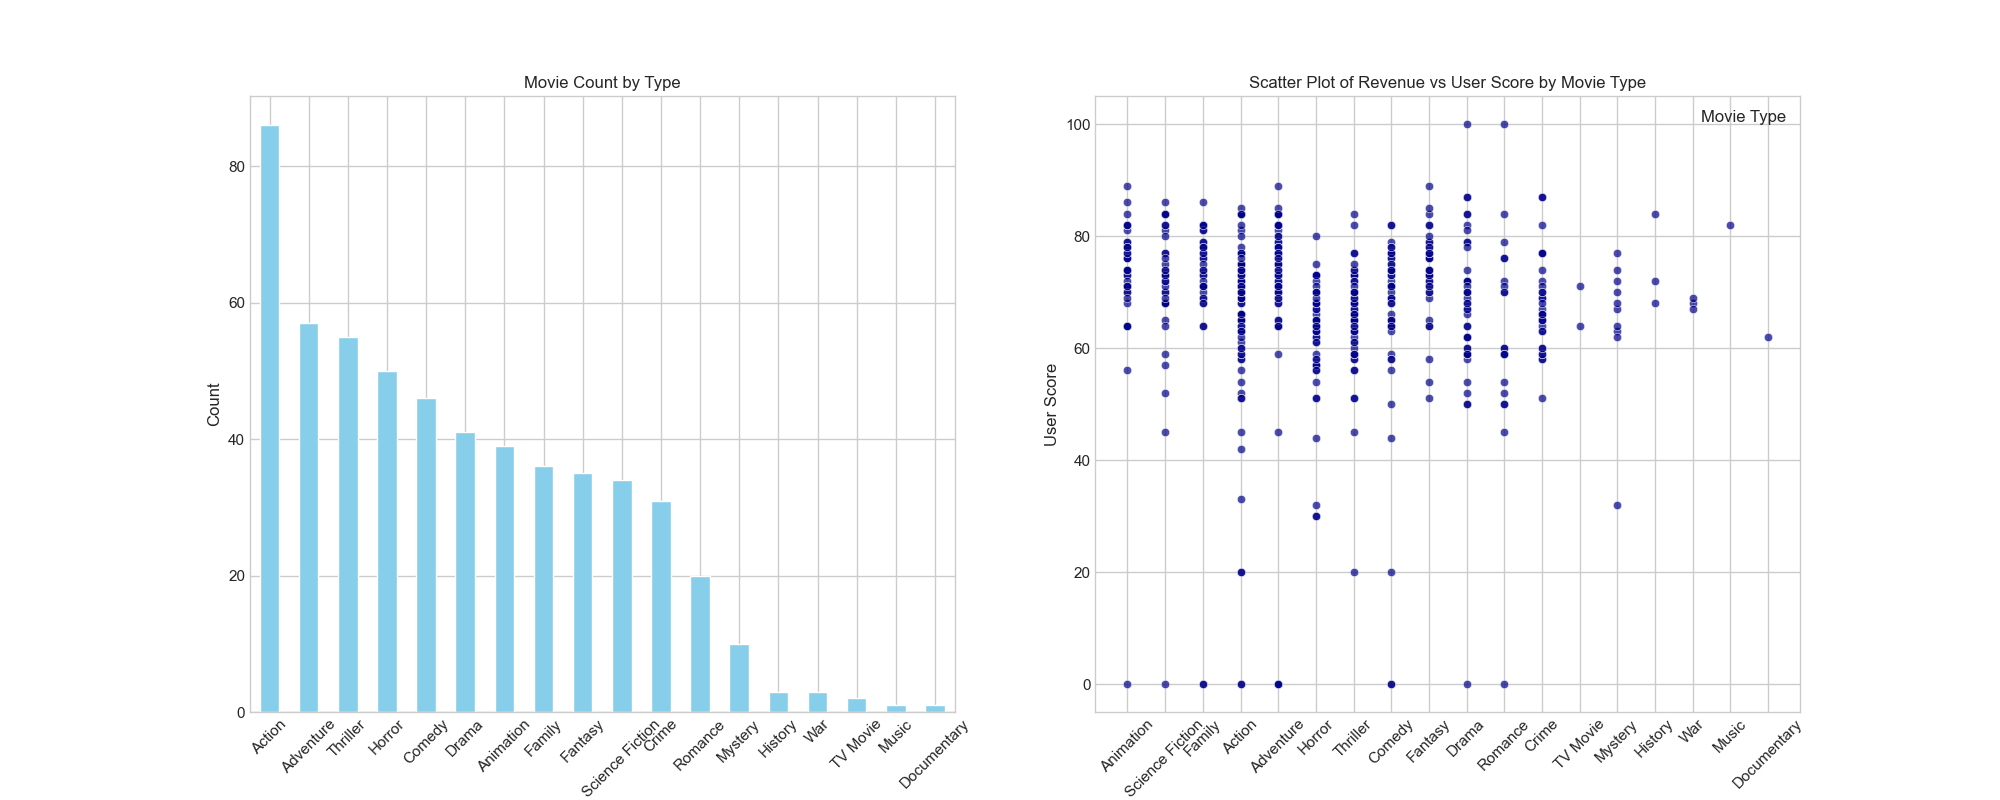 Movie Count by Type
Count
80
60
40
20
0
Action
Adventure
Thriller
Horror
Comedy
Drama
Animation
Family
Fantasy
Science Fiction
Crime
Romance
Mystery
History
War
TV Movie
Music
Documentary
Scatter Plot of Revenue vs User Score by Movie Type
Movie Type
User Score
100
80
60
40
20
0
Animation
Science Fiction
Family
Action
Adventure
Horror
Thriller
Comedy
Fantasy
Drama
Romance
Crime
TV Movie
Mystery
History
War
Music
Documentary